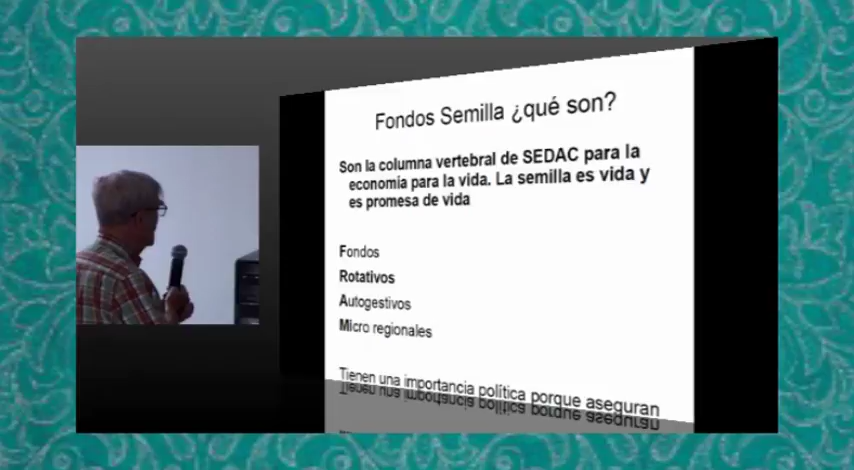 Fondos Semilla ¿qué son?
Son la columna vertebral de SEDAC para la
economía para la vida. La semilla es vida y
es promesa de vida
Fondos
Rotativos
Autogestivos
Micro regionales
Tienen una importancia política porque aseguran